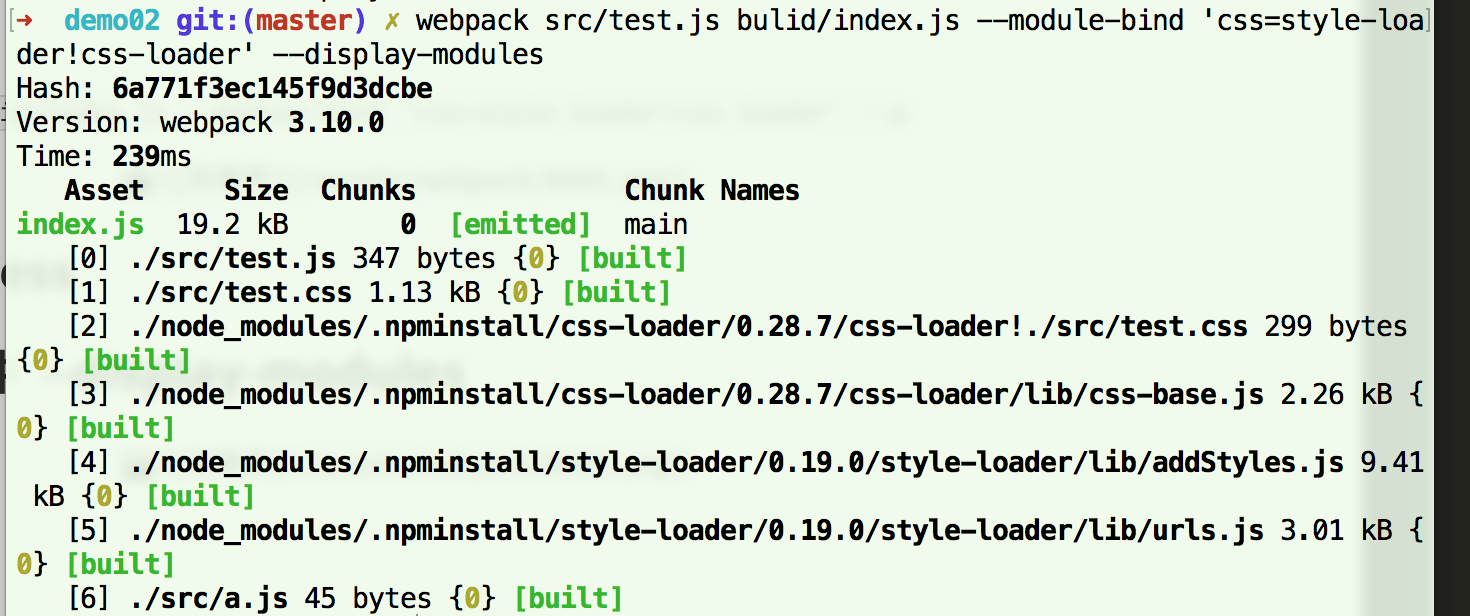 ➜  demo02 git:(master) ✗ webpack src/test.js bulid/index.js --module-bind 'css=style-loa
der!css-loader' --display-modules
Hash: 6a771f3ec145f9d3dcbe
Version: webpack 3.10.0
Time: 239ms
   Asset     Size  Chunks             Chunk Names
index.js  19.2 kB       0  [emitted]  main
   [0] ./src/test.js 347 bytes {0} [built]
   [1] ./src/test.css 1.13 kB {0} [built]
   [2] ./node_modules/.npminstall/css-loader/0.28.7/css-loader!./src/test.css 299 bytes
{0} [built]
   [3] ./node_modules/.npminstall/css-loader/0.28.7/css-loader/lib/css-base.js 2.26 kB {
0} [built]
   [4] ./node_modules/.npminstall/style-loader/0.19.0/style-loader/lib/addStyles.js 9.41
 kB {0} [built]
   [5] ./node_modules/.npminstall/style-loader/0.19.0/style-loader/lib/urls.js 3.01 kB {
0} [built]
   [6] ./src/a.js 45 bytes {0} [built]